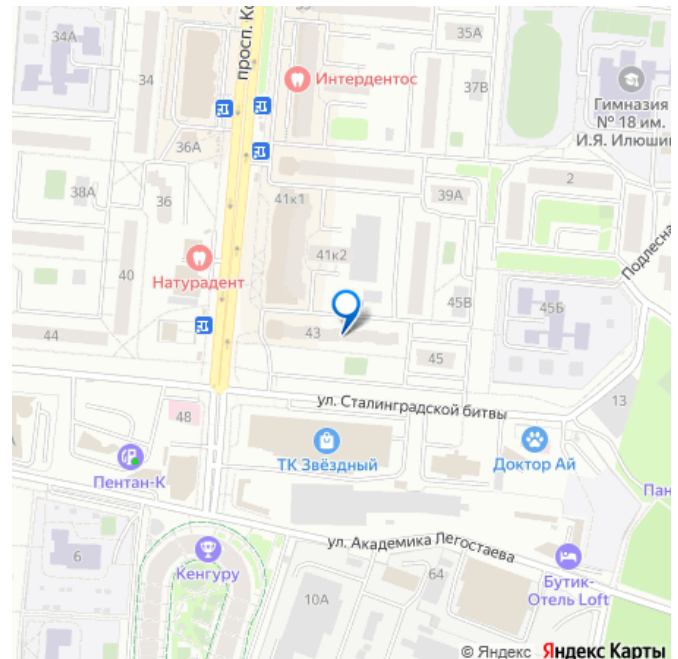 34А
34
просп. Ко
35А
Интердентос
37В
Гимназия
№ 18 им.
И.Я. Илюши
36А
38А
36
41к1
39А
2
41к2
Подлесна
Натурадент
40
45В
45Б
44
43
45
ул. Сталинградской битвы
13
48
Пентан-К
ТК Звёздный
Доктор Ай
Пан
ул. Академика Легостаева
6
Кенгуру
64
10А
Бутик-
Отель Loft
© Яндекс Яндекс Карты